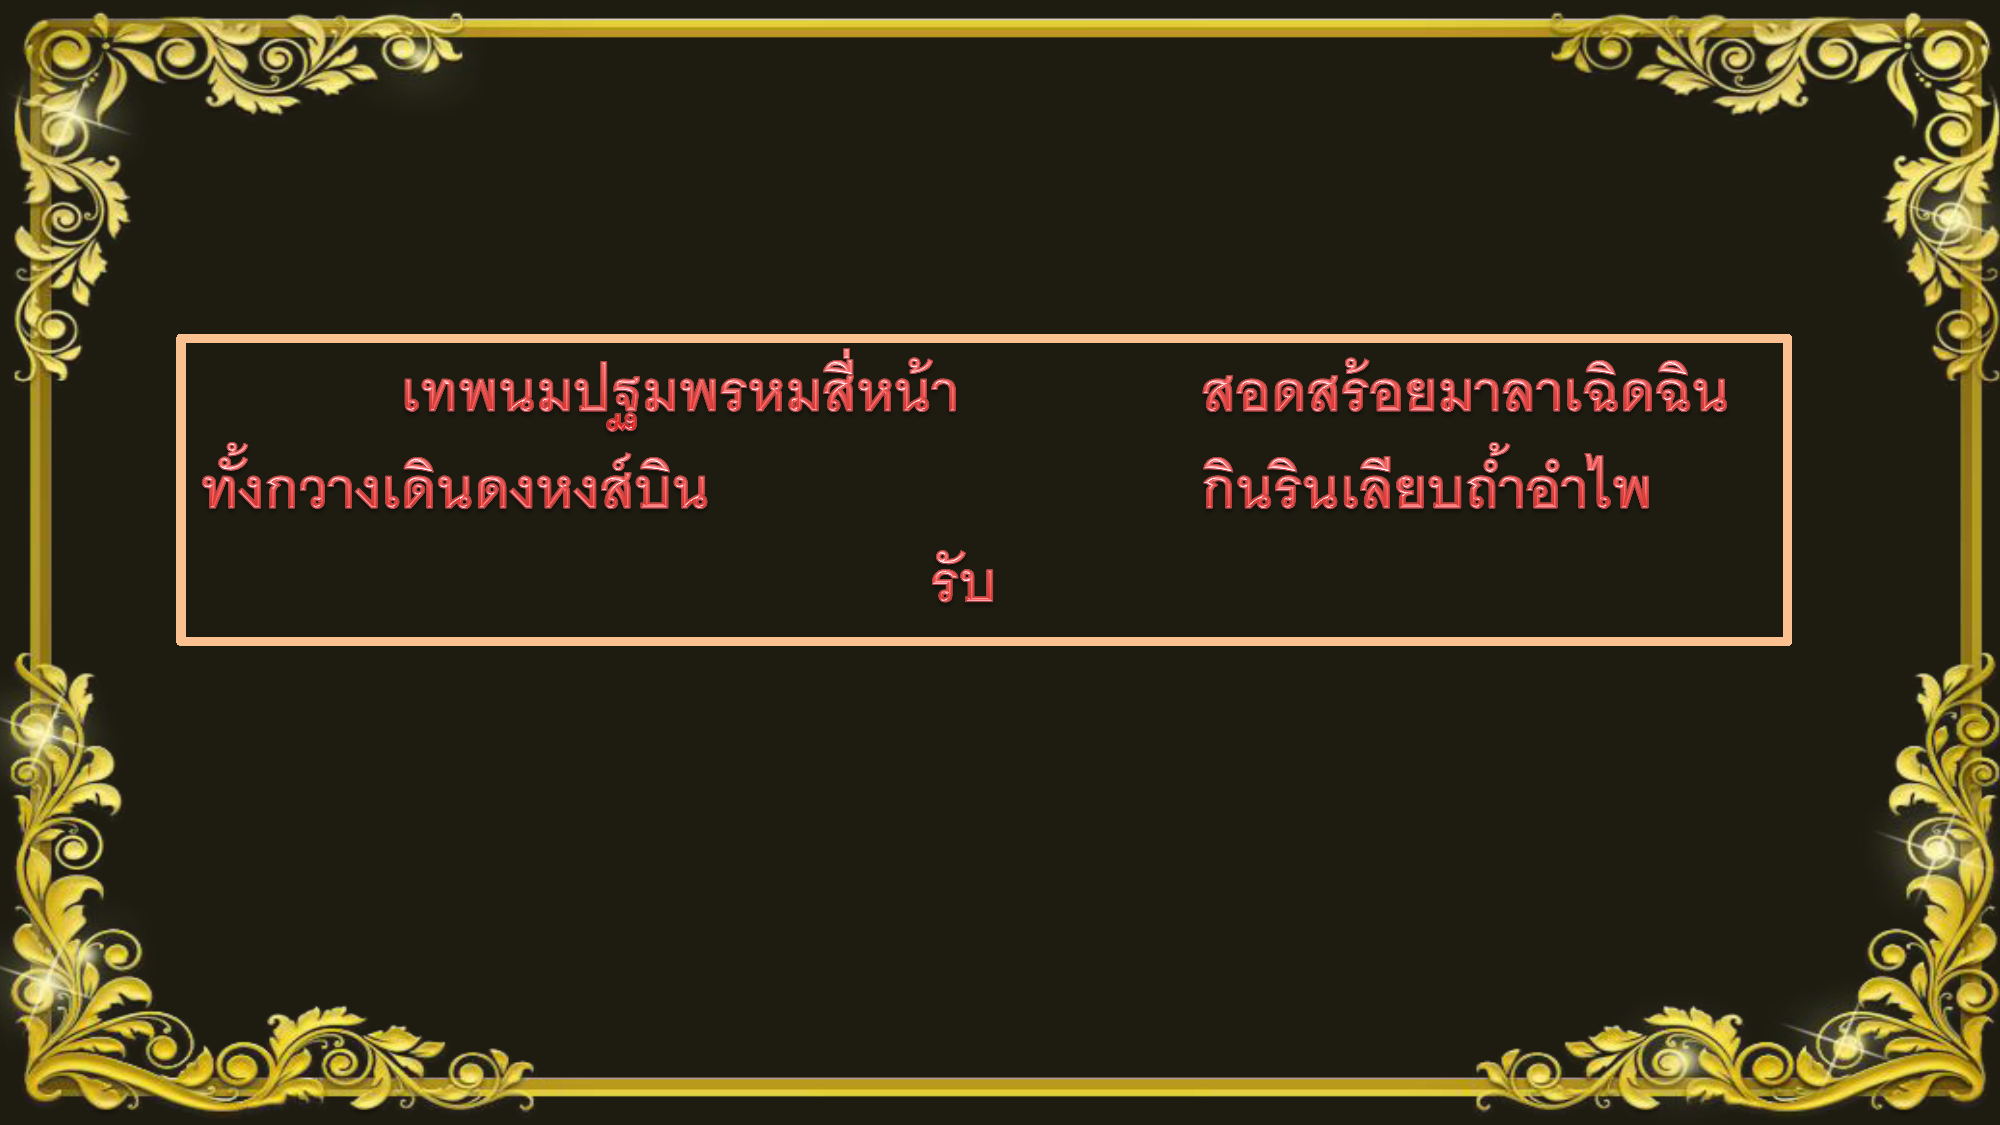 เทพนมปฐมพรหมสี่หน้า สอดสร้อยมาลาเฉิดฉิน
ทั้งกวางเดินดงหงส์บิน กินรินเลียบถ้ำอำไพ
รับ